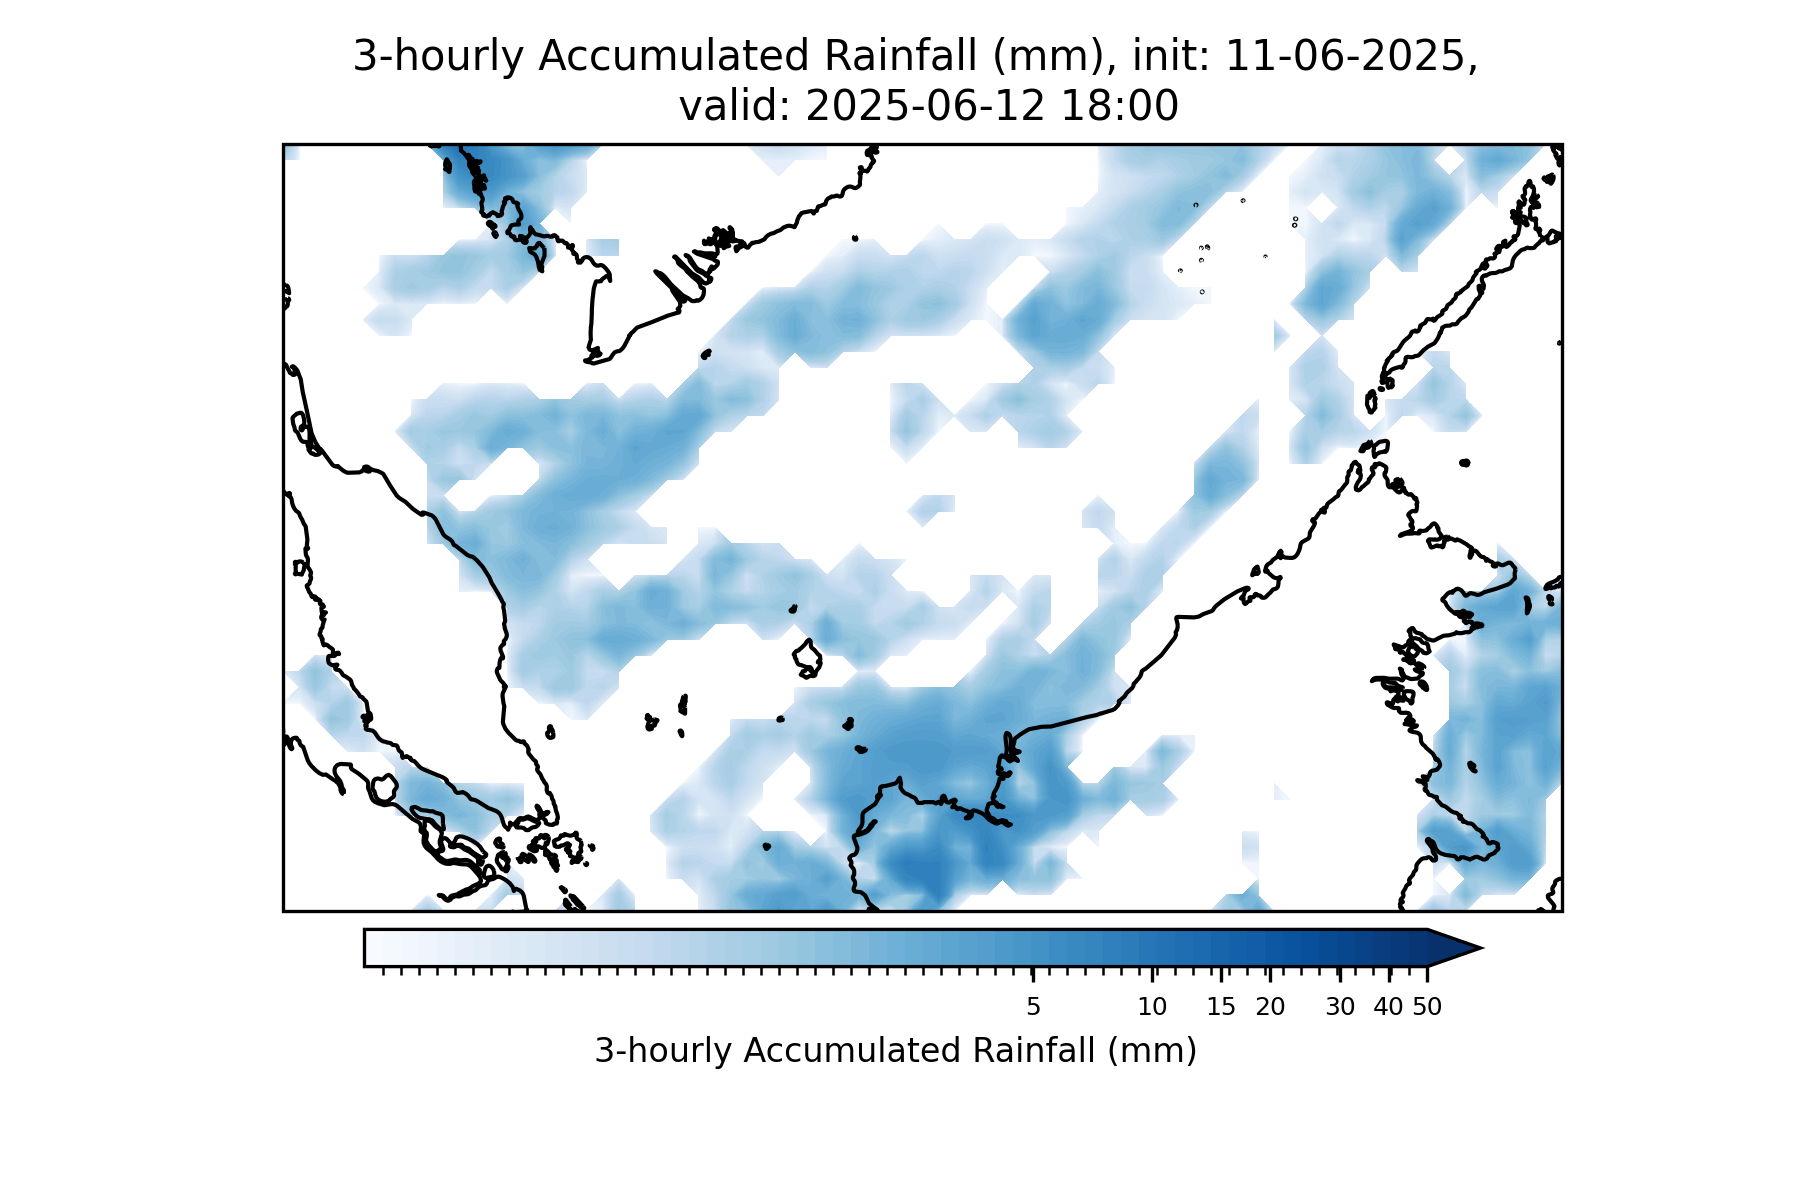 3-hourly Accumulated Rainfall (mm), init: 11-06-2025,
valid: 2025-06-12 18:00
5 10 15 20 30 40 50
3-hourly Accumulated Rainfall (mm)